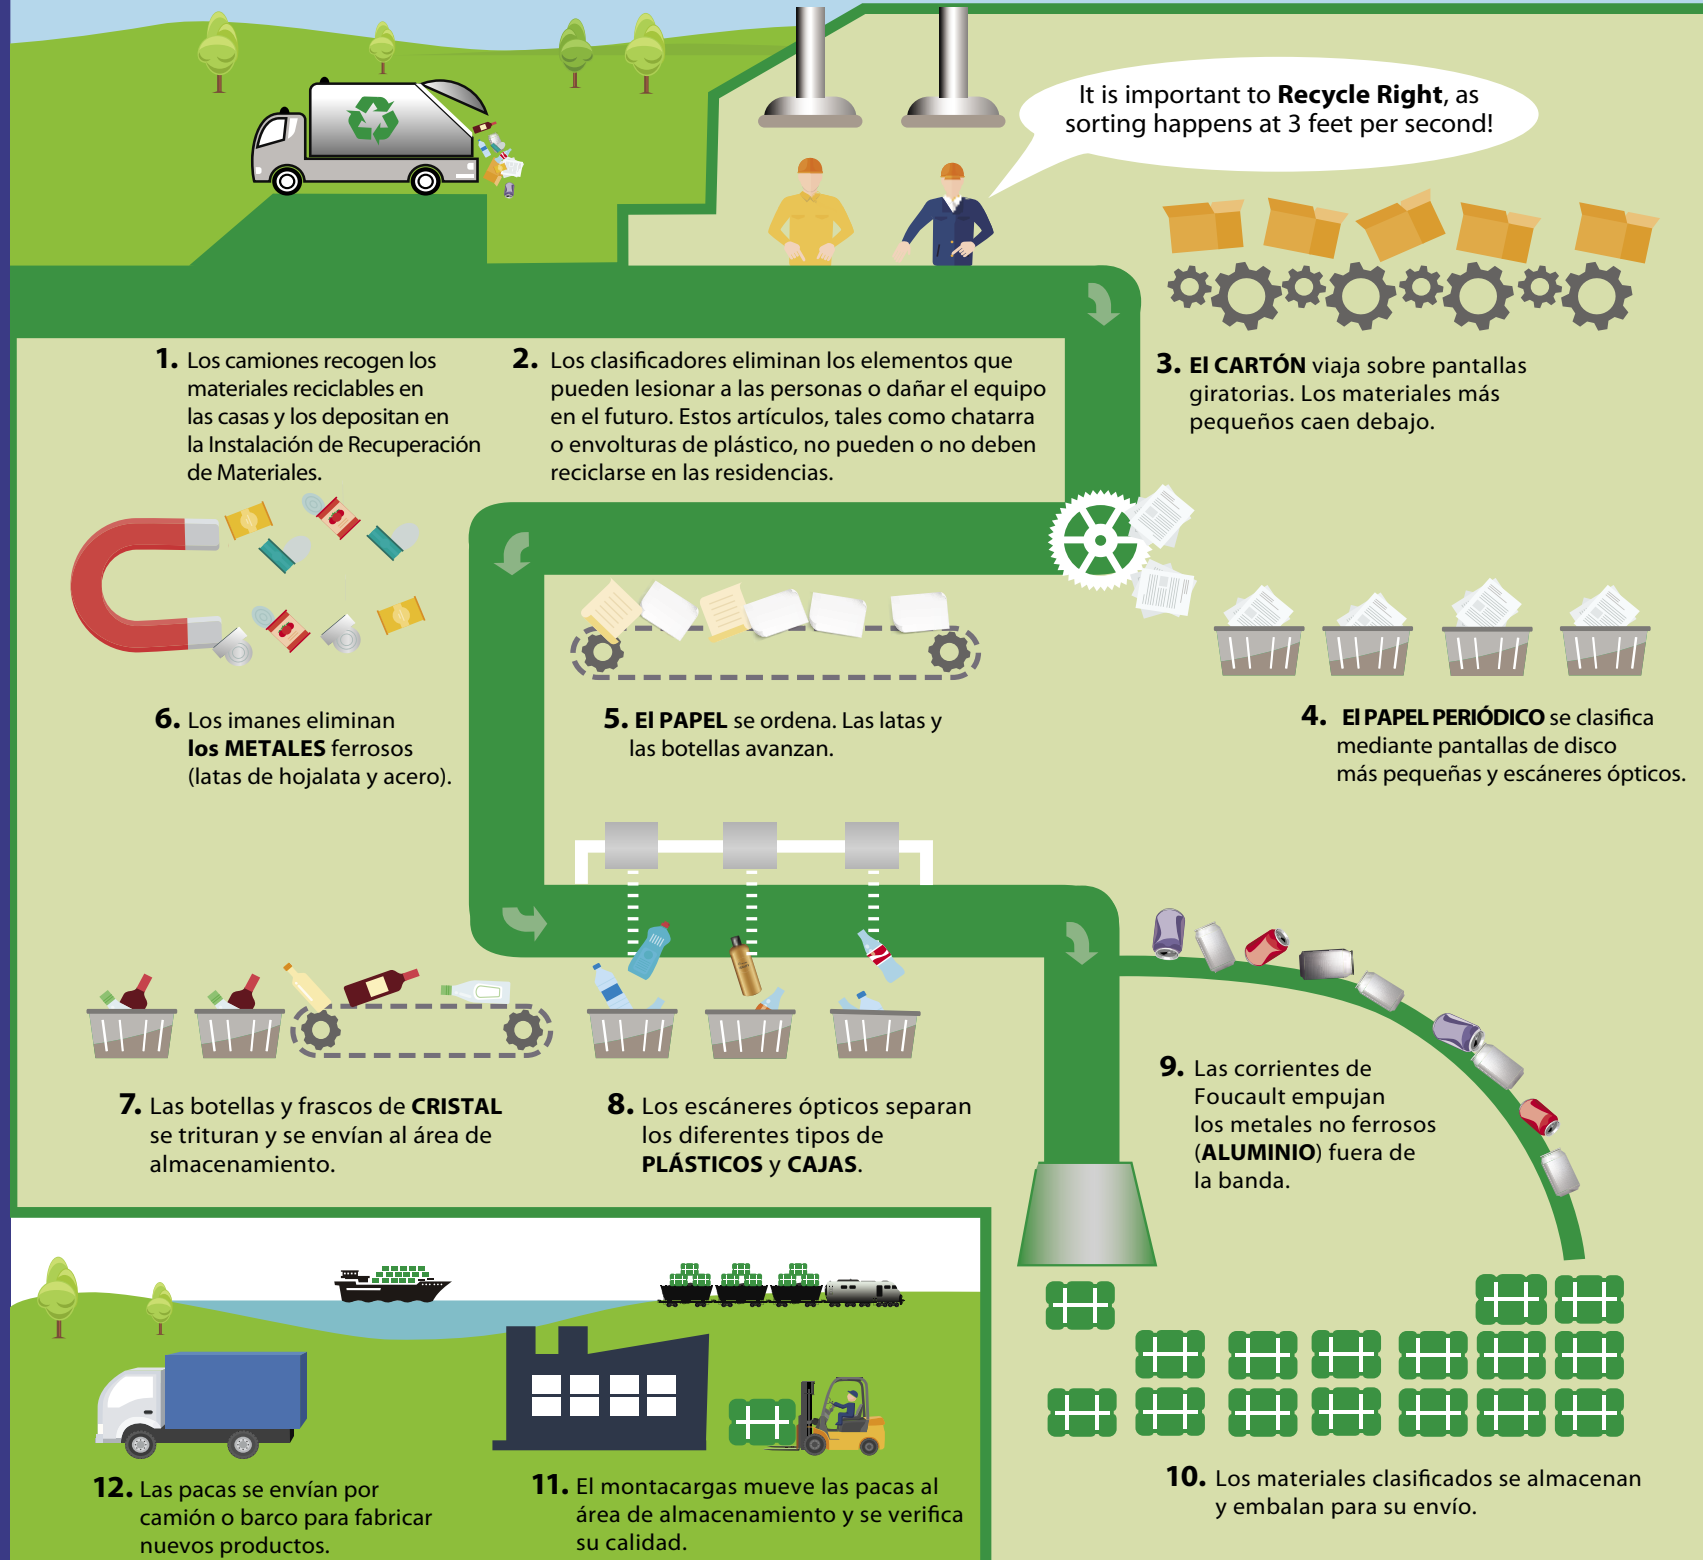 It is important to Recycle Right, as
sorting happens at 3 feet per second!
1. Los camiones recogen los
materiales reciclables en
las casas y los depositan en
la Instalación de Recuperación
de Materiales.
2. Los clasificadores eliminan los elementos que
pueden lesionar a las personas o dañar el equipo
en el futuro. Estos artículos, tales como chatarra
o envolturas de plástico, no pueden o no deben
reciclarse en las residencias.
3. El CARTÓN viaja sobre pantallas
giratorias. Los materiales más
pequeños caen debajo.
4. El PAPEL PERIÓDICO se clasifica
mediante pantallas de disco
más pequeñas y escáneres ópticos.
5. El PAPEL se ordena. Las latas y
las botellas avanzan.
6. Los imanes eliminan
los METALES ferrosos
(latas de hojalata y acero).
7. Las botellas y frascos de CRISTAL
se trituran y se envían al área de
almacenamiento.
8. Los escáneres ópticos separan
los diferentes tipos de
PLÁSTICOS y CAJAS.
9. Las corrientes de
Foucault empujan
los metales no ferrosos
(ALUMINIO) fuera de
la banda.
10. Los materiales clasificados se almacenan
y embalan para su envío.
11. El montacargas mueve las pacas al
área de almacenamiento y se verifica
su calidad.
12. Las pacas se envían por
camión o barco para fabricar
nuevos productos.